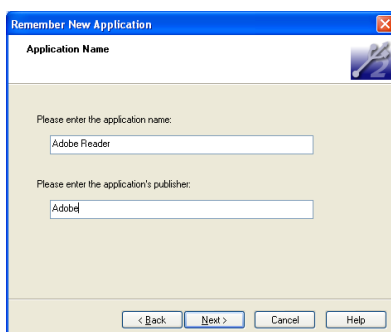 Remember New Application
Application Name
Please enter the application name:
Adobe Reader
Please enter the application's publisher:
Adobe
< Back Next > Cancel Help